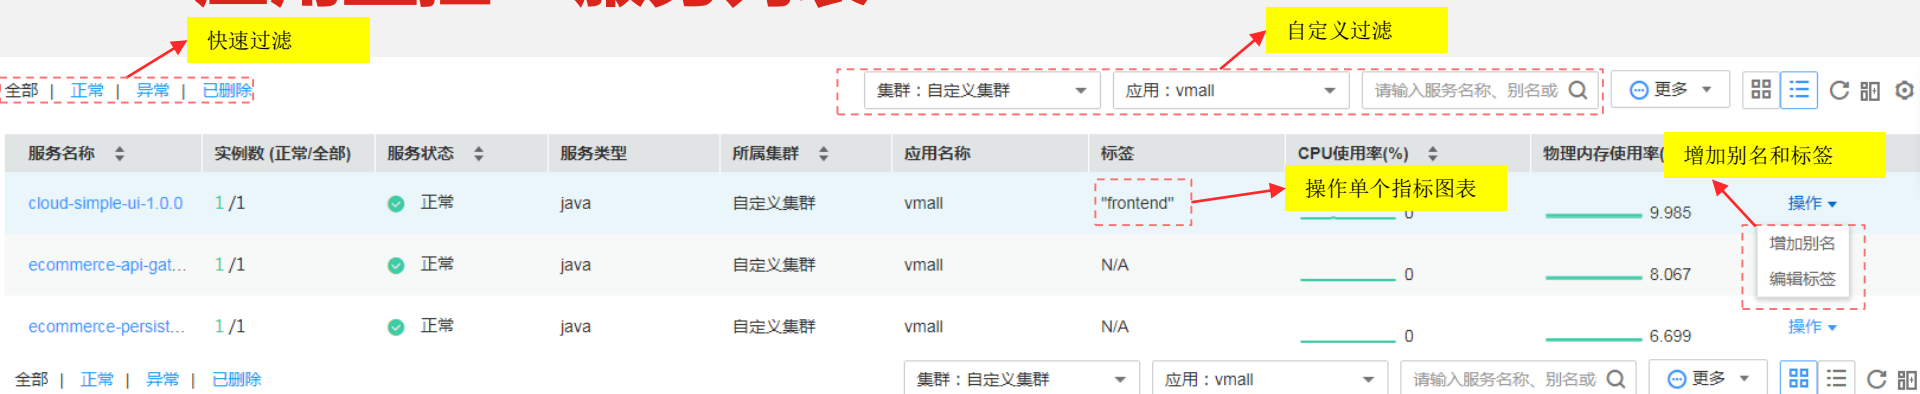 快速过滤
自定义过滤
全部 | 正常 | 异常 | 已删除
集群：自定义集群
应用：vmall
请输入服务名称、别名或
更多
服务名称 实例数 (正常/全部) 服务状态 服务类型 所属集群 应用名称 标签 CPU使用率(%) 物理内存使用率(
增加别名和标签
操作单个指标图表
cloud-simple-ui-1.0.0 1 /1 正常 java 自定义集群 vmall "frontend" 0 9.985 操作
增加别名
编辑标签
ecommerce-api-gat... 1 /1 正常 java 自定义集群 vmall N/A 0 8.067
ecommerce-persist... 1 /1 正常 java 自定义集群 vmall N/A 0 6.699 操作
全部 | 正常 | 异常 | 已删除
集群：自定义集群
应用：vmall
请输入服务名称、别名或
更多